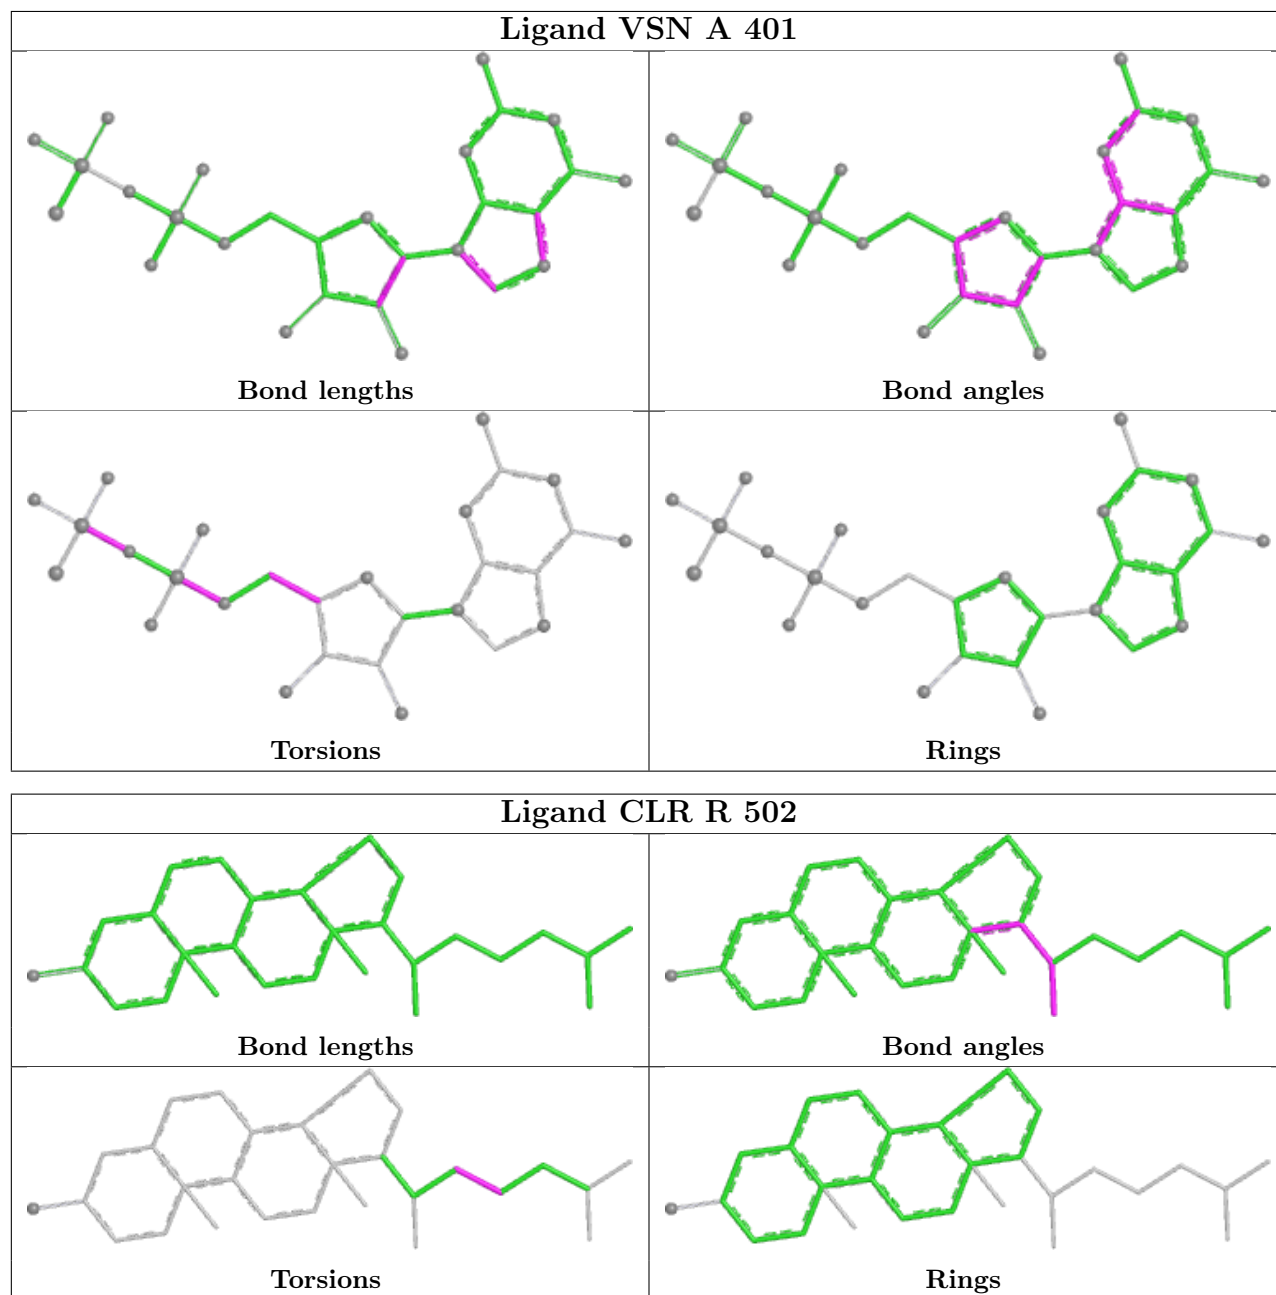 Ligand VSN A 401
Bond lengths
Bond angles
Torsions
Rings
Ligand CLR R 502
Bond lengths
Bond angles
Torsions
Rings